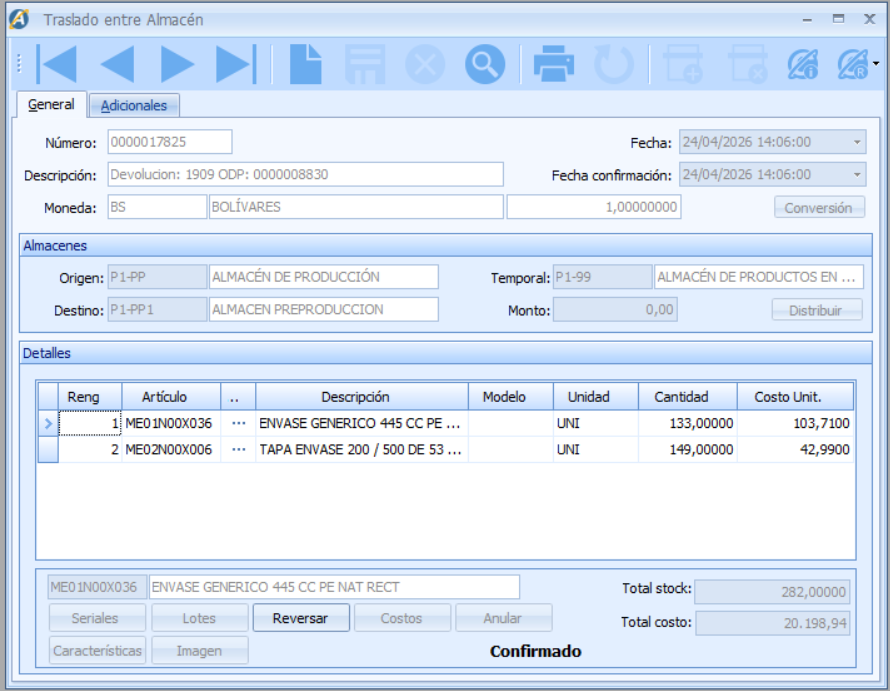 Traslado entre Almacén
General Adicionales
Número: 0000017825 Fecha: 24/04/2026 14:06:00
Descripción: Devolucion: 1909 ODP: 0000008830 Fecha confirmación: 24/04/2026 14:06:00
Moneda: BS BOLÍVARES 1,00000000 Conversión
Almacenes
Origen: P1-PP ALMACÉN DE PRODUCCIÓN Temporal: P1-99 ALMACÉN DE PRODUCTOS EN ...
Destino: P1-PP1 ALMACEN PREPRODUCCION Monto: 0,00 Distribuir
Detalles
Reng Artículo .. Descripción Modelo Unidad Cantidad Costo Unit.
1 ME01N00X036 ... ENVASE GENERICO 445 CC PE ... UNI 133,00000 103,7100
2 ME02N00X006 ... TAPA ENVASE 200 / 500 DE 53 ... UNI 149,00000 42,9900
ME01N00X036 ENVASE GENERICO 445 CC PE NAT RECT Total stock: 282,00000
Seriales Lotes Reversar Costos Anular Total costo: 20.198,94
Características Imagen Confirmado